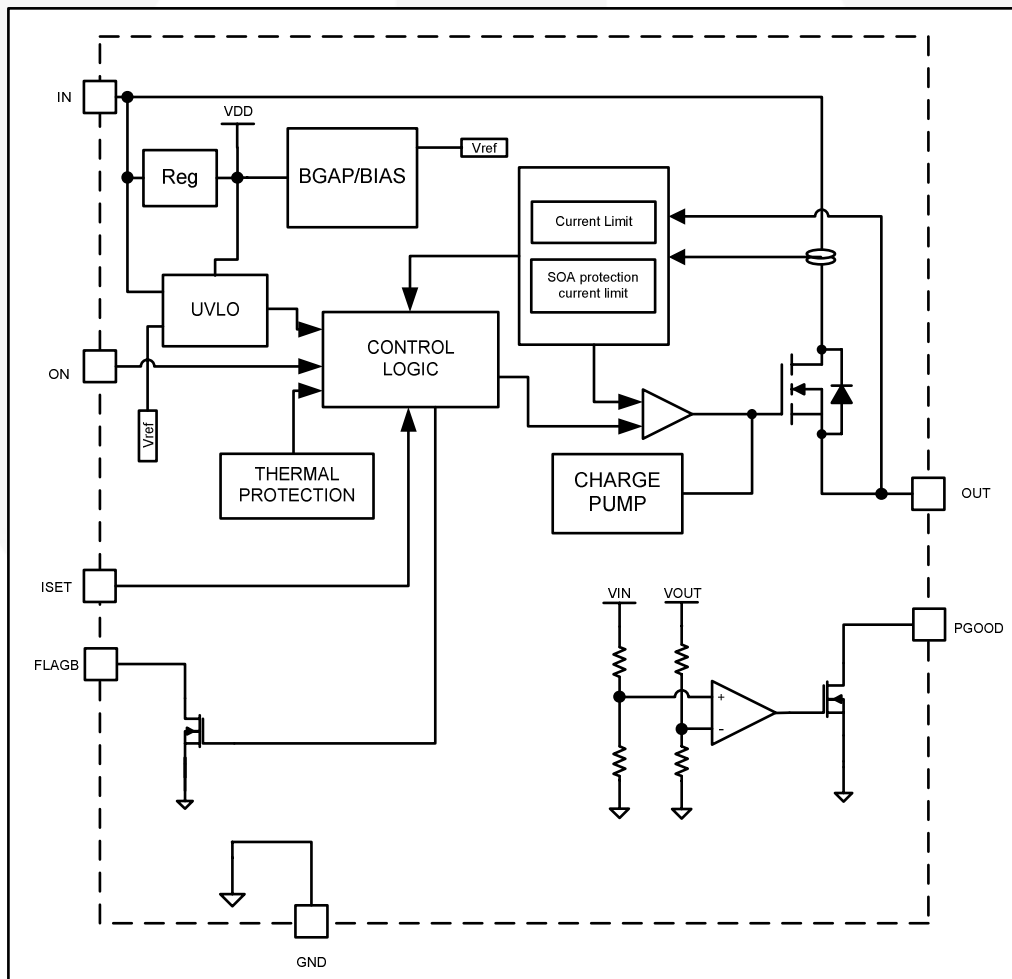 IN
VDD
Reg
BGAP/BIAS
Vref
Current Limit
SOA protection
current limit
UVLO
ON
Vref
CONTROL
LOGIC
THERMAL
PROTECTION
CHARGE
PUMP
OUT
ISET
VIN
VOUT
PGOOD
FLAGB
+
-
GND